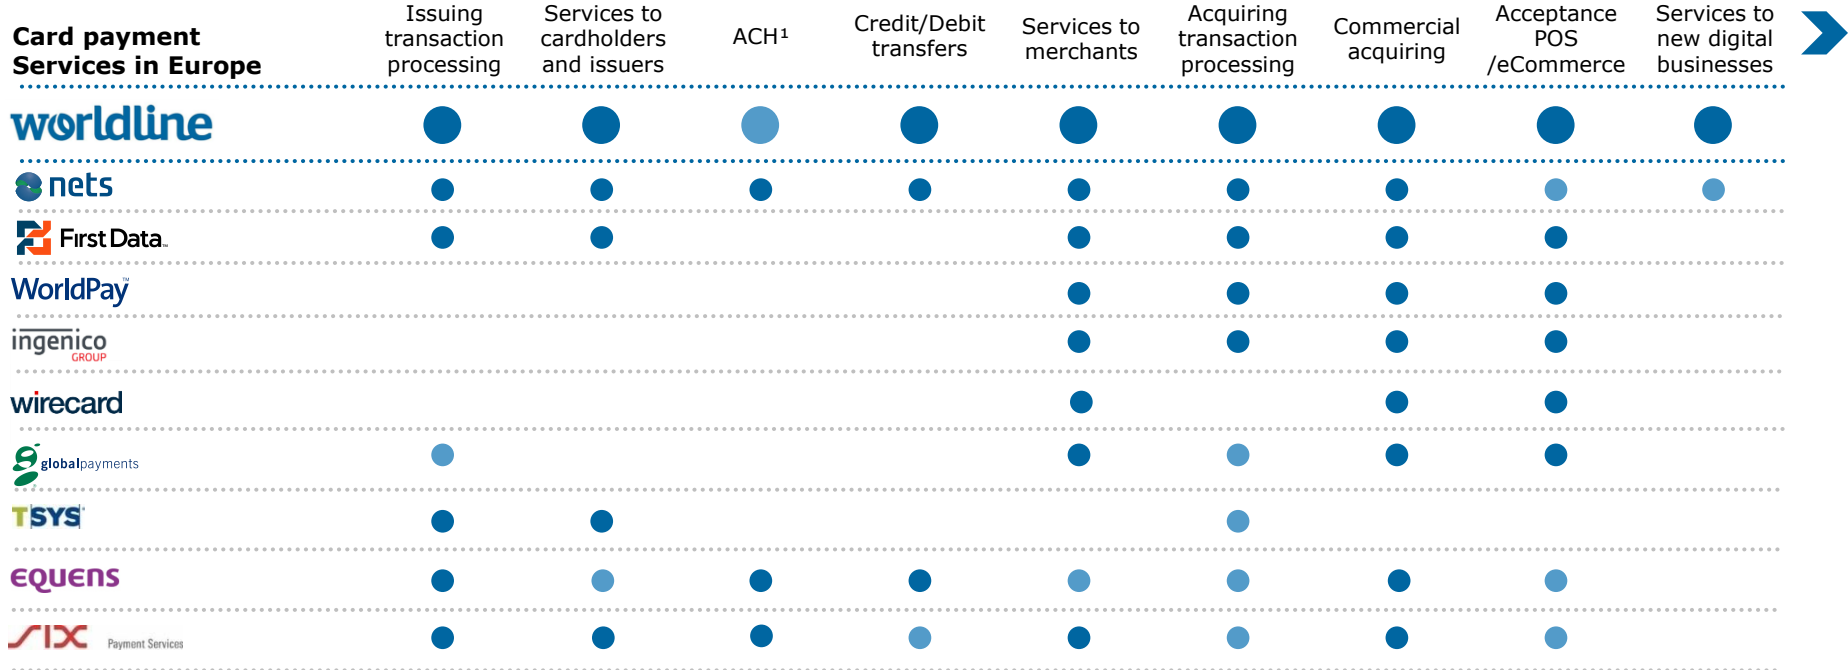 Card payment
Services in Europe
Issuing
transaction
processing
Services to
cardholders
and issuers
ACH¹
Credit/Debit
transfers
Services to
merchants
Acquiring
transaction
processing
Commercial
acquiring
Acceptance
POS
/eCommerce
Services to
new digital
businesses
worldline
nets
First Data™
WorldPay™
ingenico
GROUP
wirecard
globalpayments
TSYS®
equens
SIX Payment Services